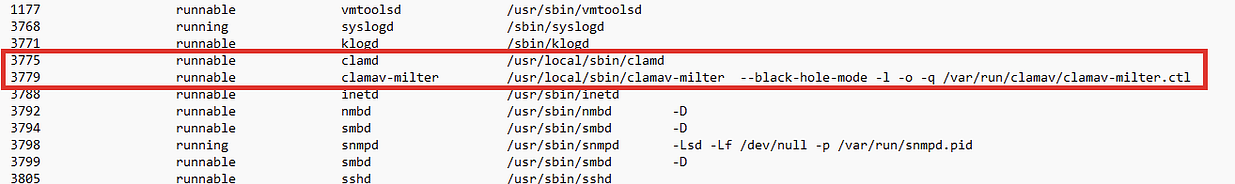 1177 runnable vmtoolsd /usr/sbin/vmtoolsd
3768 running syslogd /sbin/syslogd
3771 runnable klogd /sbin/klogd
3775 runnable clamd /usr/local/sbin/clamd
3779 runnable clamav-milter /usr/local/sbin/clamav-milter --black-hole-mode -l -o -q /var/run/clamav/clamav-milter.ctl
3788 runnable inetd /usr/sbin/inetd
3792 runnable nmbd /usr/sbin/nmbd -D
3794 runnable smbd /usr/sbin/smbd -D
3798 running snmpd /usr/sbin/snmpd -Lsd -Lf /dev/null -p /var/run/snmpd.pid
3799 runnable smbd /usr/sbin/smbd -D
3805 runnable sshd /usr/sbin/sshd